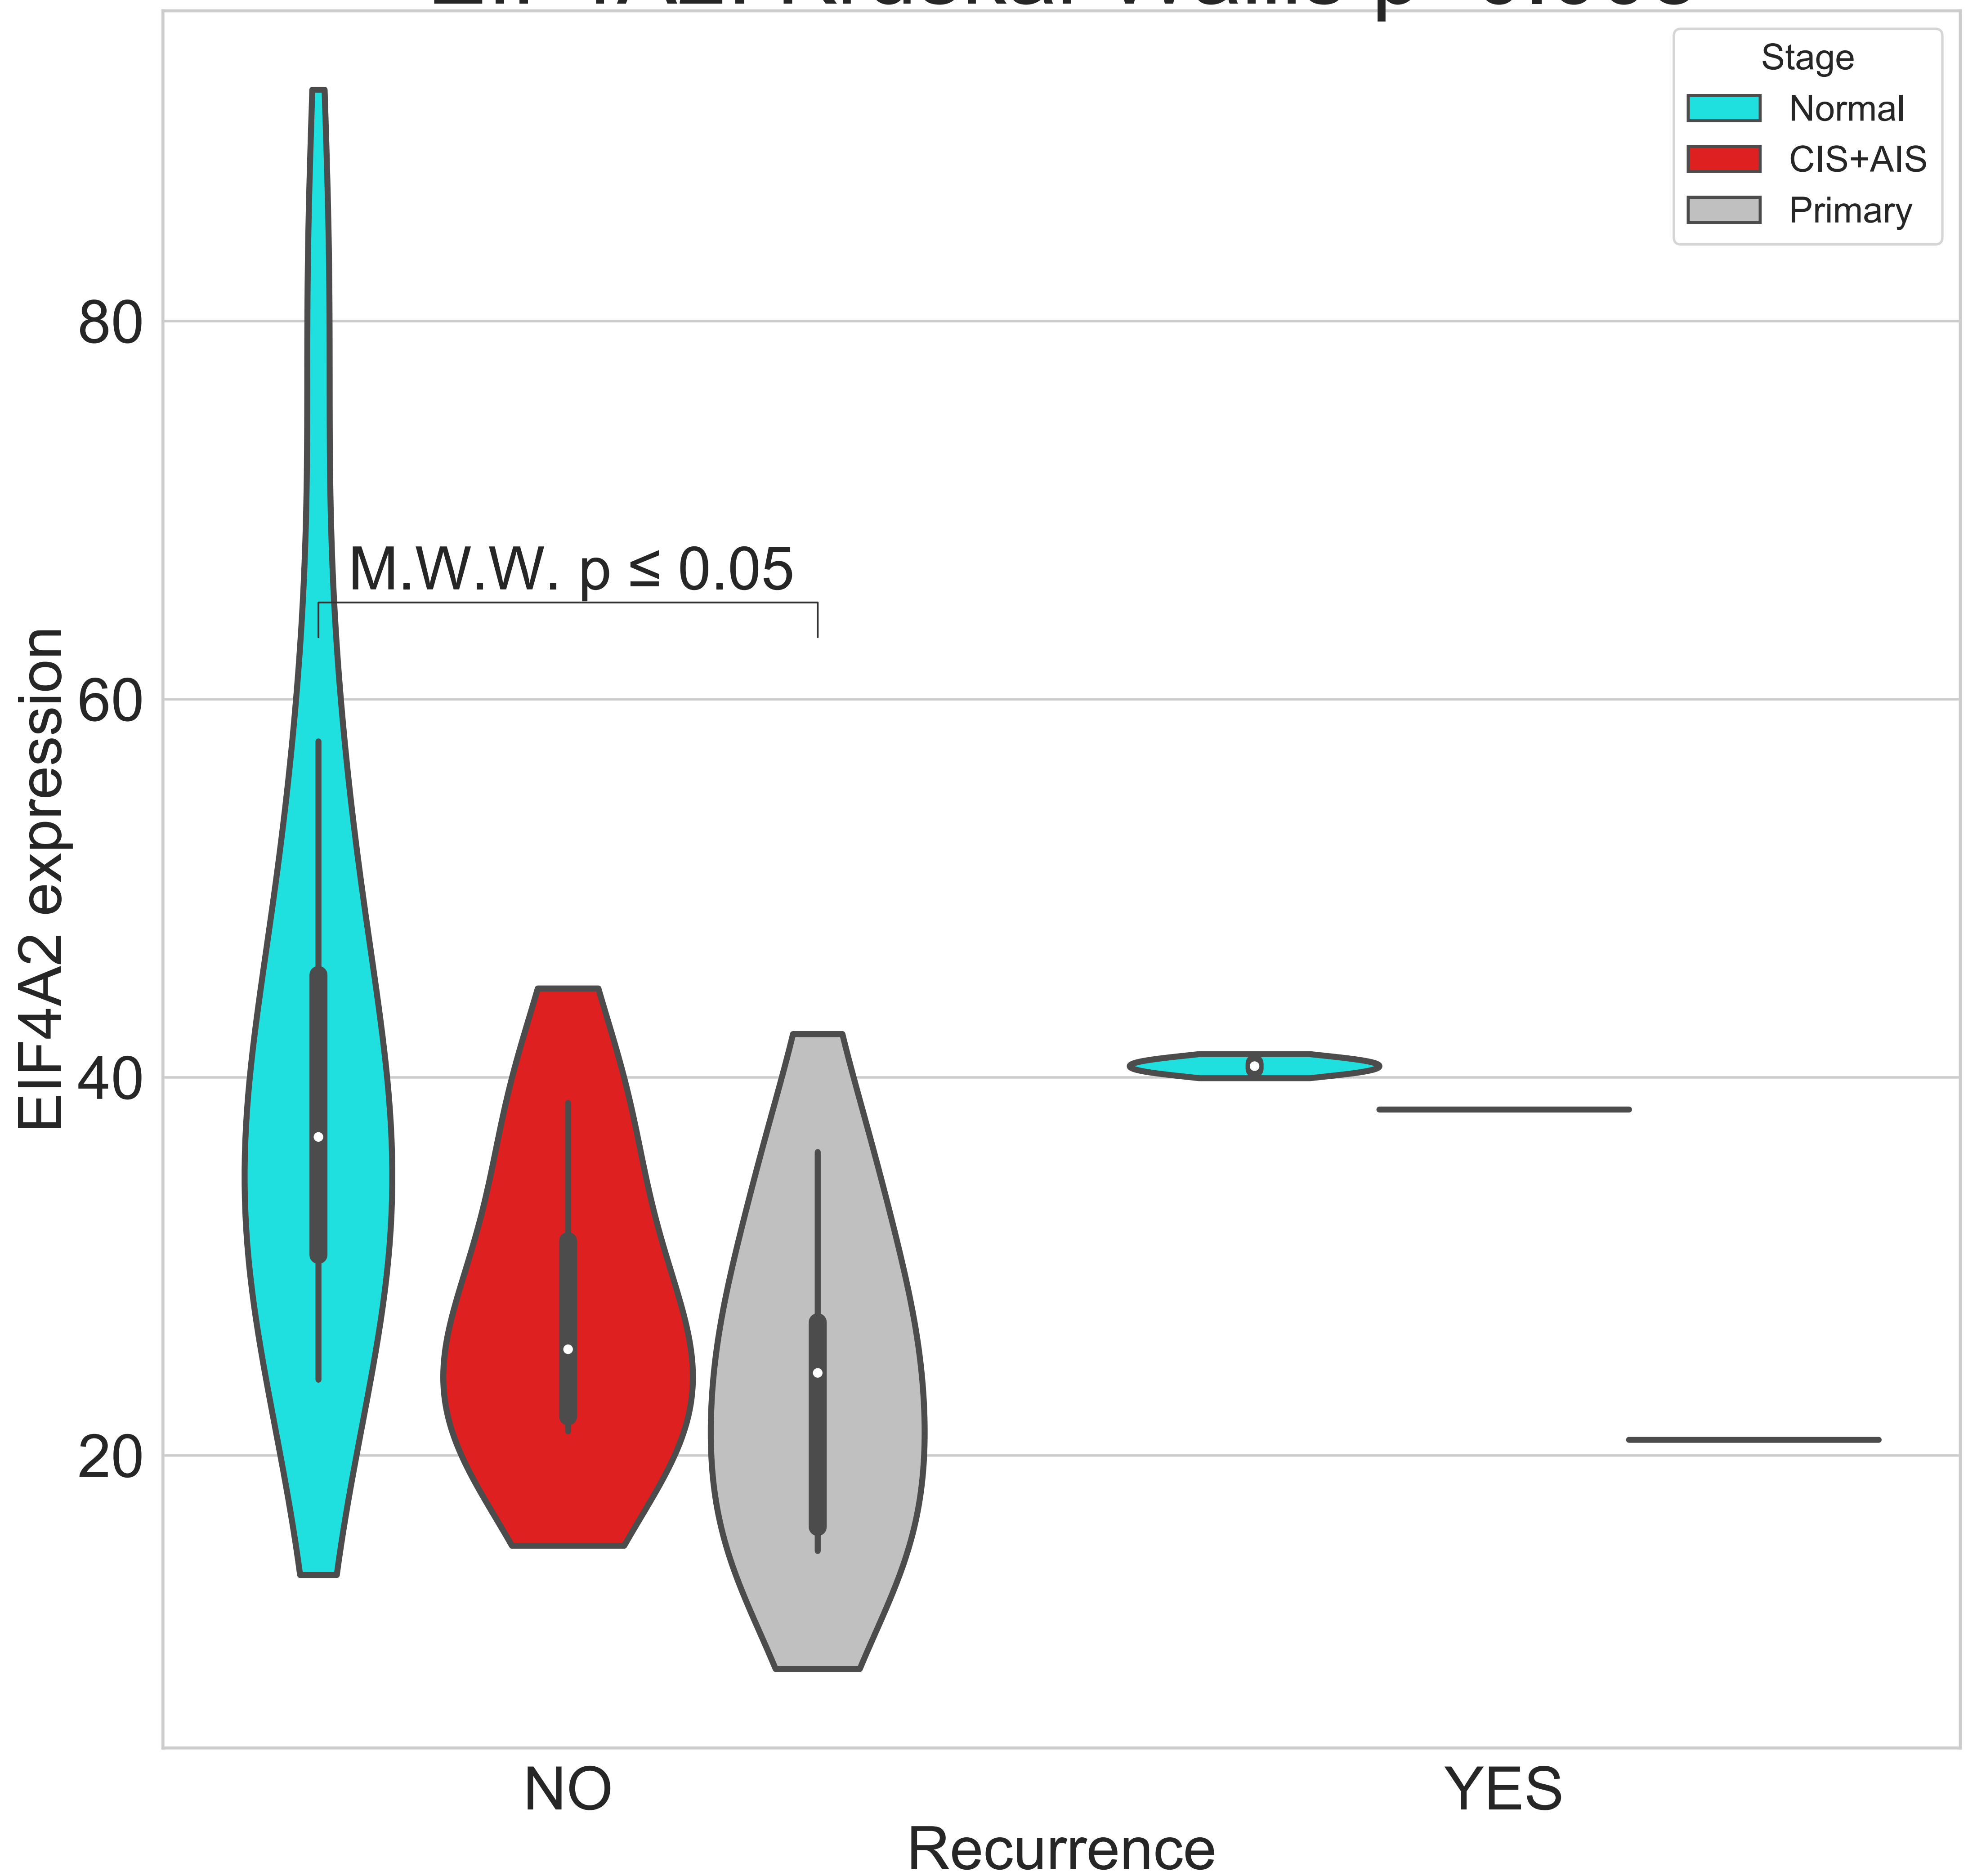 Stage
Normal
CIS+AIS
Primary
80
M.W.W. p ≤ 0.05
60
40
20
EIF4A2 expression
NO
YES
Recurrence